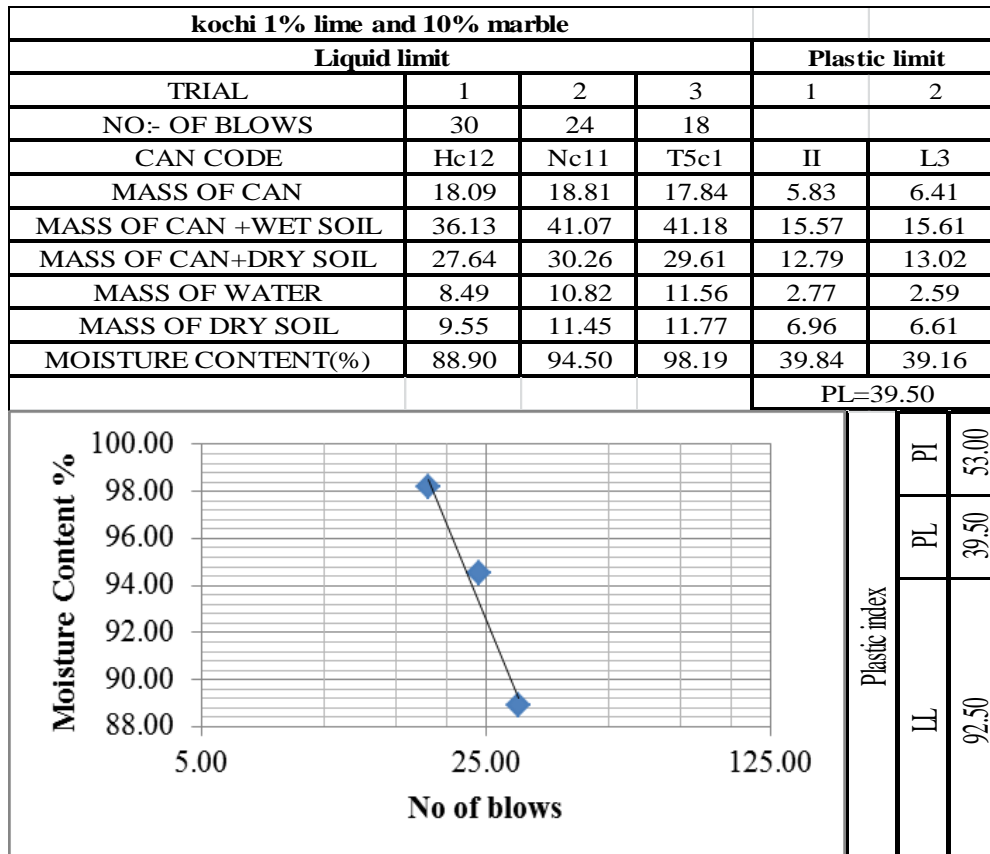 kochi 1% lime and 10% marble
Liquid limit Plastic limit
TRIAL 1 2 3 1 2
NO:- OF BLOWS 30 24 18
CAN CODE Hc12 Nc11 T5c1 II L3
MASS OF CAN 18.09 18.81 17.84 5.83 6.41
MASS OF CAN +WET SOIL 36.13 41.07 41.18 15.57 15.61
MASS OF CAN+DRY SOIL 27.64 30.26 29.61 12.79 13.02
MASS OF WATER 8.49 10.82 11.56 2.77 2.59
MASS OF DRY SOIL 9.55 11.45 11.77 6.96 6.61
MOISTURE CONTENT(%) 88.90 94.50 98.19 39.84 39.16
PL=39.50
Moisture Content %
100.00
98.00
96.00
94.00
92.00
90.00
88.00
5.00 25.00 125.00
No of blows
Plastic index
LL PL PI
92.50 39.50 53.00